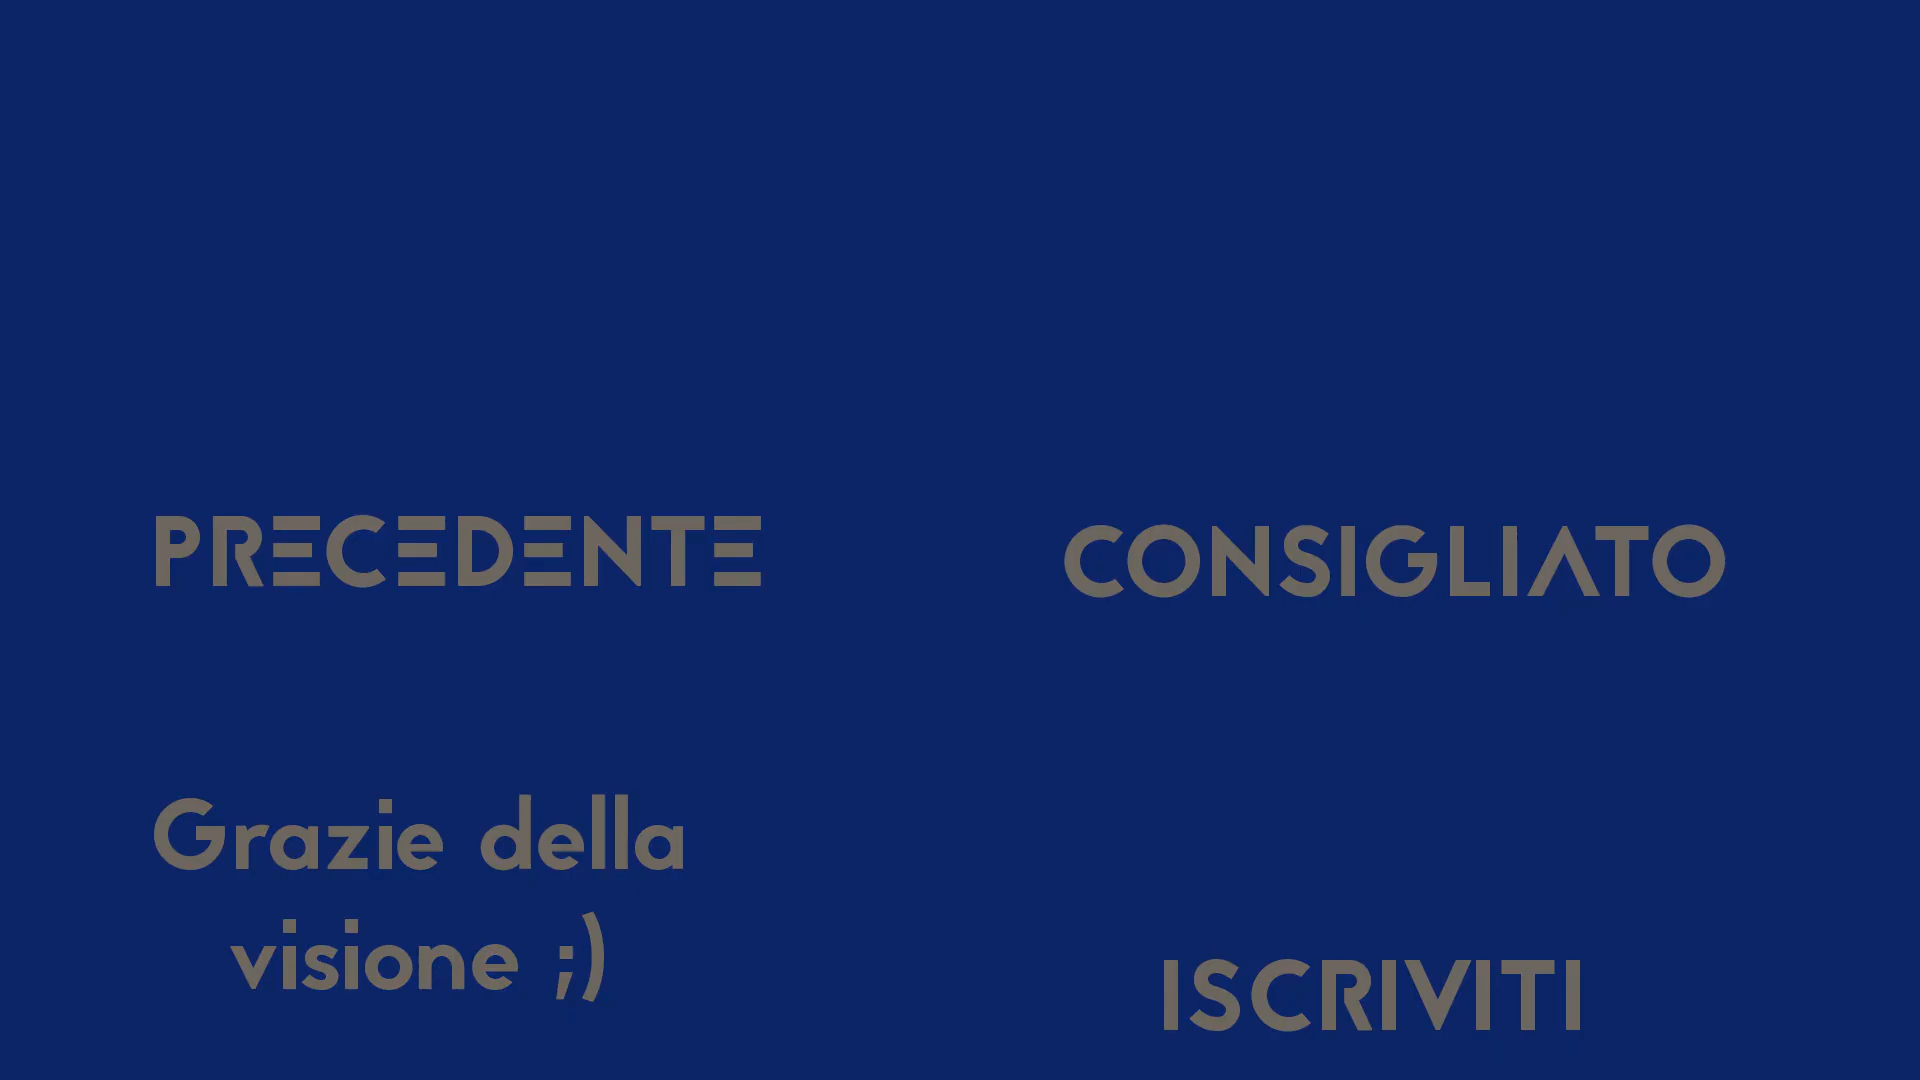 PRECEDENTE
CONSIGLIATO
Grazie della
visione ;)
ISCRIVITI